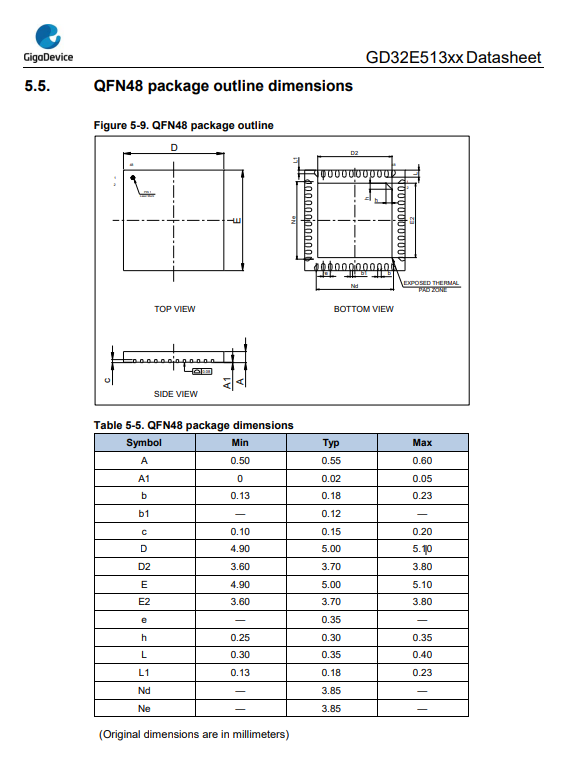 GigaDevice
GD32E513xx Datasheet
5.5. QFN48 package outline dimensions
Figure 5-9. QFN48 package outline
D
E
TOP VIEW
L1
D2
L
h
b
Ne
E2
e
b1
b
Nd
EXPOSED THERMAL
PAD ZONE
BOTTOM VIEW
c
A1
A
SIDE VIEW
Table 5-5. QFN48 package dimensions
Symbol Min Typ Max
A 0.50 0.55 0.60
A1 0 0.02 0.05
b 0.13 0.18 0.23
b1 — 0.12 —
c 0.10 0.15 0.20
D 4.90 5.00 5.10
D2 3.60 3.70 3.80
E 4.90 5.00 5.10
E2 3.60 3.70 3.80
e — 0.35 —
h 0.25 0.30 0.35
L 0.30 0.35 0.40
L1 0.13 0.18 0.23
Nd — 3.85 —
Ne — 3.85 —
(Original dimensions are in millimeters)